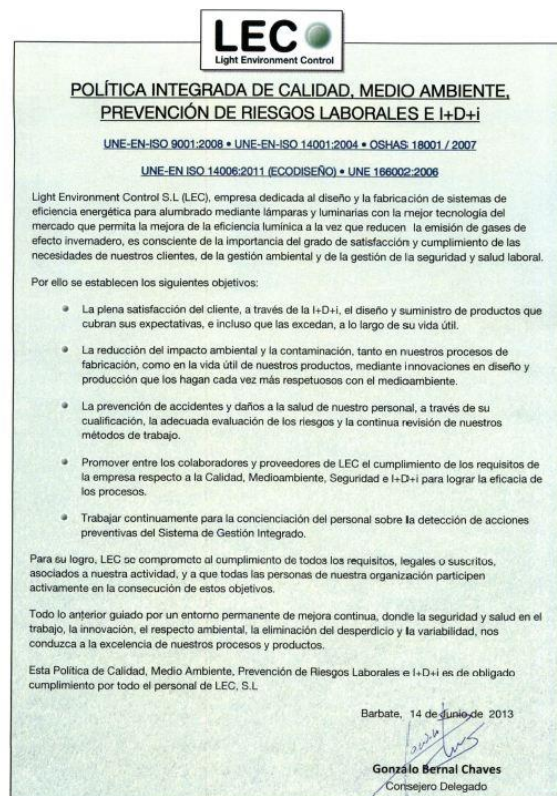 LEC
Light Environment Control
POLÍTICA INTEGRADA DE CALIDAD, MEDIO AMBIENTE,
PREVENCIÓN DE RIESGOS LABORALES E I+D+i
UNE-EN-ISO 9001:2008 • UNE-EN-ISO 14001:2004 • OSHAS 18001 / 2007
UNE-EN ISO 14006:2011 (ECODISEÑO) • UNE 166002:2006
Light Environment Control S.L (LEC), empresa dedicada al diseño y la fabricación de sistemas de
eficiencia energética para alumbrado mediante lámparas y luminarias con la mejor tecnología del
mercado que permita la mejora de la eficiencia lumínica a la vez que reducen la emisión de gases de
efecto invernadero, es consciente de la importancia del grado de satisfacción y cumplimiento de las
necesidades de nuestros clientes, de la gestión ambiental y de la gestión de la seguridad y salud laboral.
Por ello se establecen los siguientes objetivos:
La plena satisfacción del cliente, a través de la I+D+i, el diseño y suministro de productos que
cubran sus expectativas, e incluso que las excedan, a lo largo de su vida útil.
La reducción del impacto ambiental y la contaminación, tanto en nuestros procesos de
fabricación, como en la vida útil de nuestros productos, mediante innovaciones en diseño y
producción que los hagan cada vez más respetuosos con el medioambiente.
La prevención de accidentes y daños a la salud de nuestro personal, a través de su
cualificación, la adecuada evaluación de los riesgos y la continua revisión de nuestros
métodos de trabajo.
Promover entre los colaboradores y proveedores de LEC el cumplimiento de los requisitos de
la empresa respecto a la Calidad, Medioambiente, Seguridad e I+D+i para lograr la eficacia de
los procesos.
Trabajar continuamente para la concienciación del personal sobre la detección de acciones
preventivas del Sistema de Gestión Integrado.
Para su logro, LEC se compromete al cumplimiento de todos los requisitos, legales o suscritos,
asociados a nuestra actividad, y a que todas las personas de nuestra organización participen
activamente en la consecución de estos objetivos.
Todo lo anterior guiado por un entorno permanente de mejora continua, donde la seguridad y salud en el
trabajo, la innovación, el respeto ambiental, la eliminación del desperdicio y la variabilidad, nos
conduzca a la excelencia de nuestros procesos y productos.
Esta Política de Calidad, Medio Ambiente, Prevención de Riesgos Laborales e I+D+i es de obligado
cumplimiento por todo el personal de LEC, S.L
Barbate, 14 de Junio de 2013
Gonzalo Bernal Chaves
Consejero Delegado